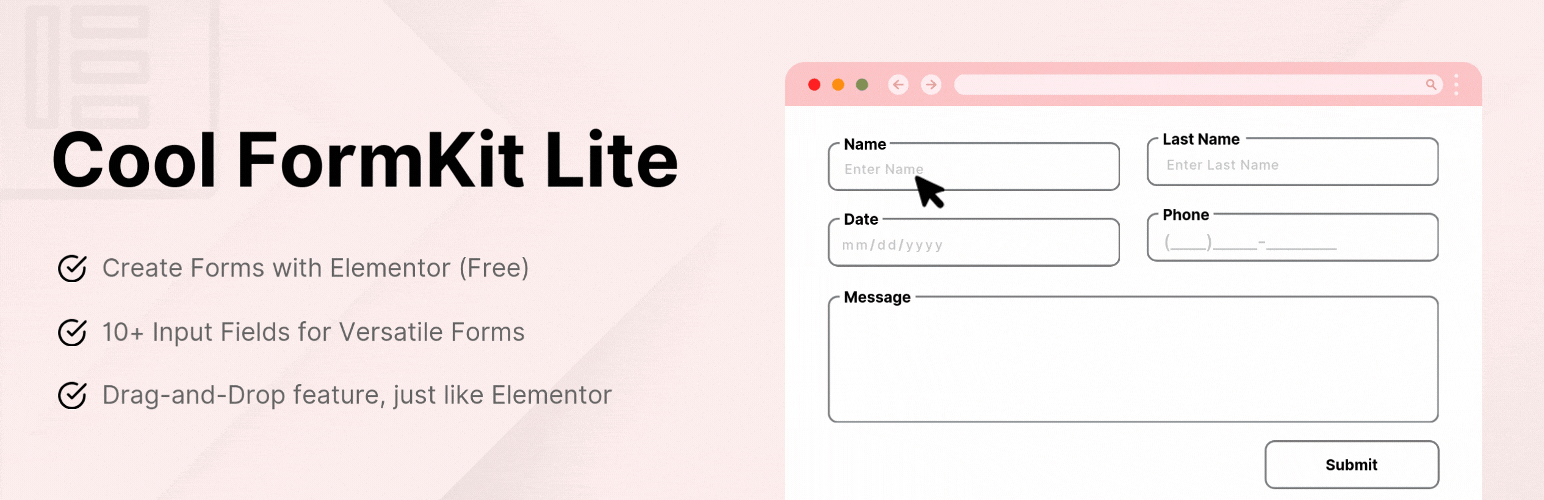 Cool FormKit Lite
Create Forms with Elementor (Free)
10+ Input Fields for Versatile Forms
Drag-and-Drop feature, just like Elementor
Name
Enter Name
Last Name
Enter Last Name
Date
mm/dd/yyyy
Phone
(____)_____-________
Message
Submit